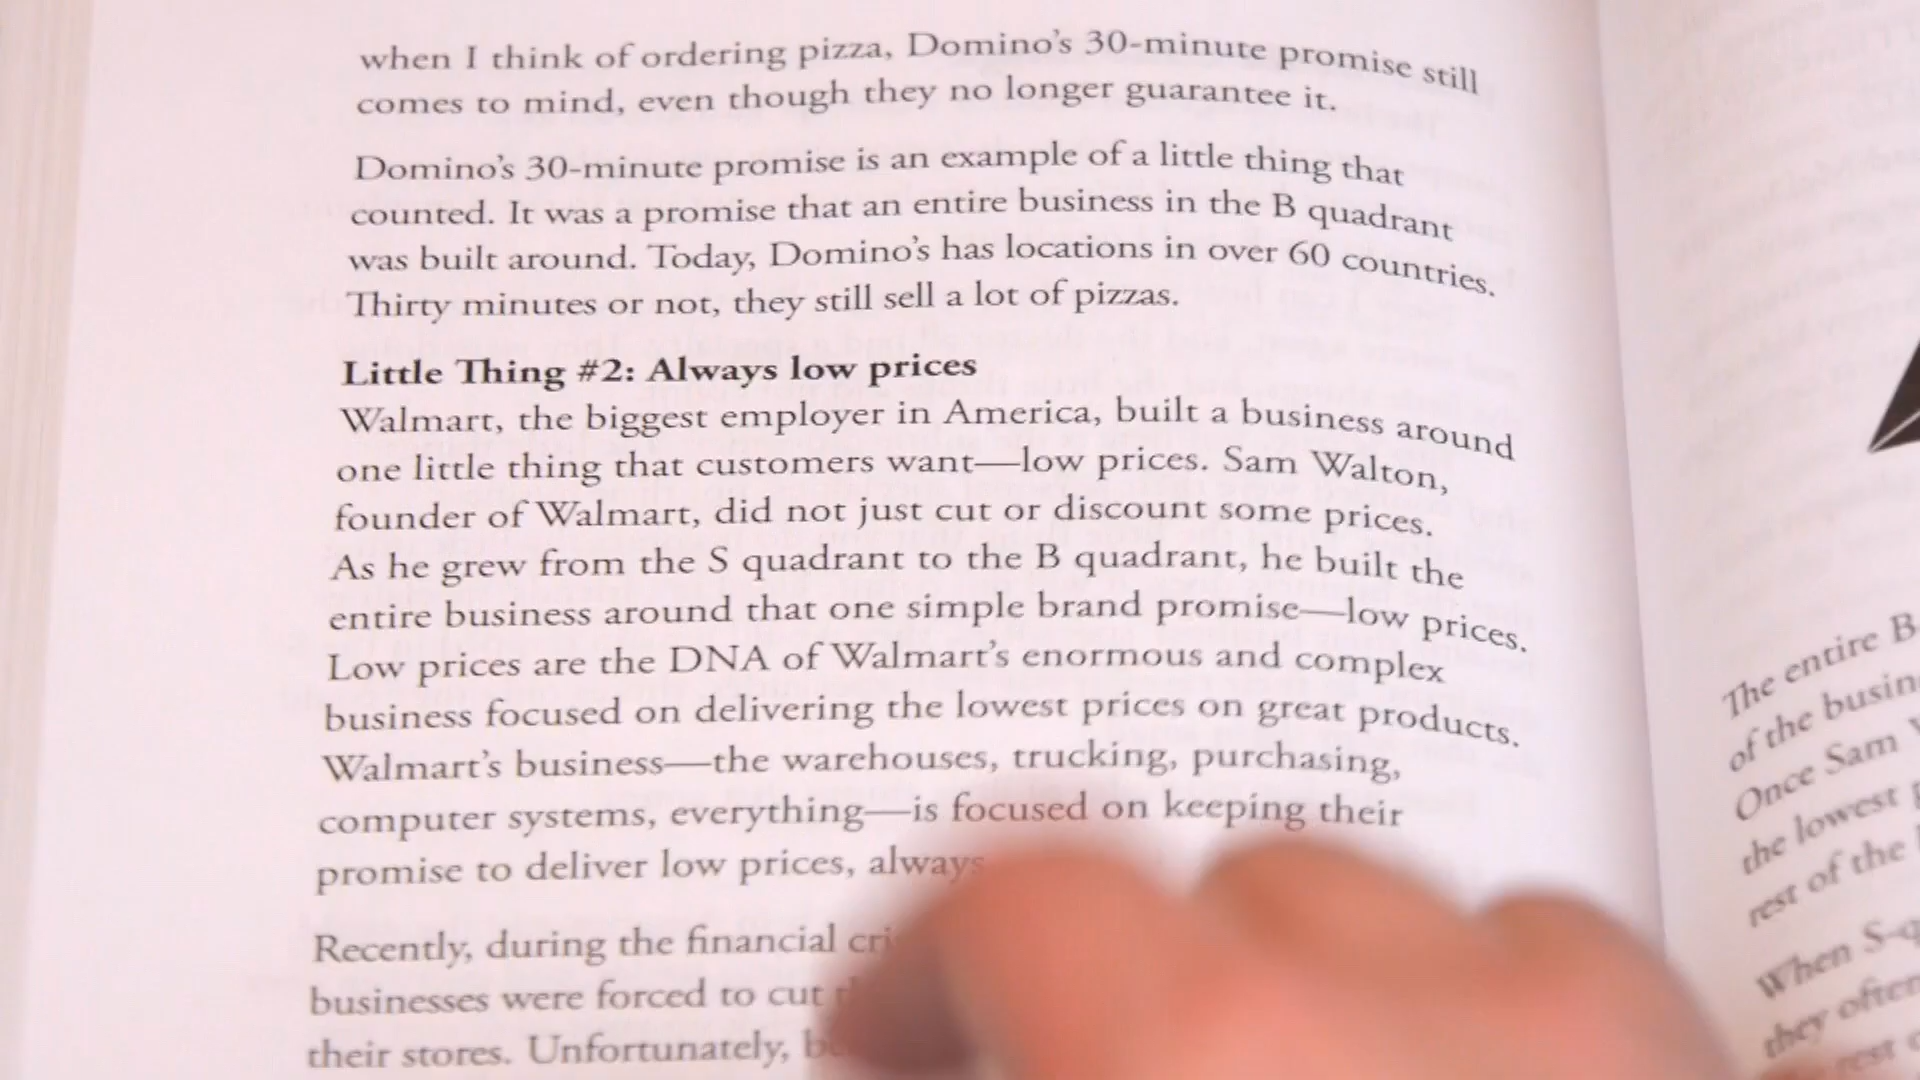 when I think of ordering pizza, Domino's 30-minute promise still
comes to mind, even though they no longer guarantee it.
Domino's 30-minute promise is an example of a little thing that
counted. It was a promise that an entire business in the B quadrant
was built around. Today, Domino's has locations in over 60 countries.
Thirty minutes or not, they still sell a lot of pizzas.
Little Thing #2: Always low prices
Walmart, the biggest employer in America, built a business around
one little thing that customers want—low prices. Sam Walton,
founder of Walmart, did not just cut or discount some prices.
As he grew from the S quadrant to the B quadrant, he built the
entire business around that one simple brand promise—low prices.
Low prices are the DNA of Walmart's enormous and complex
business focused on delivering the lowest prices on great products.
Walmart's business—the warehouses, trucking, purchasing,
computer systems, everything—is focused on keeping their
promise to deliver low prices, always
Recently, during the financial
businesses were forced to cut
their stores. Unfortunately,
The entire B
of the busin
Once Sam
the lowest
rest of the
When S-q
they often
rest